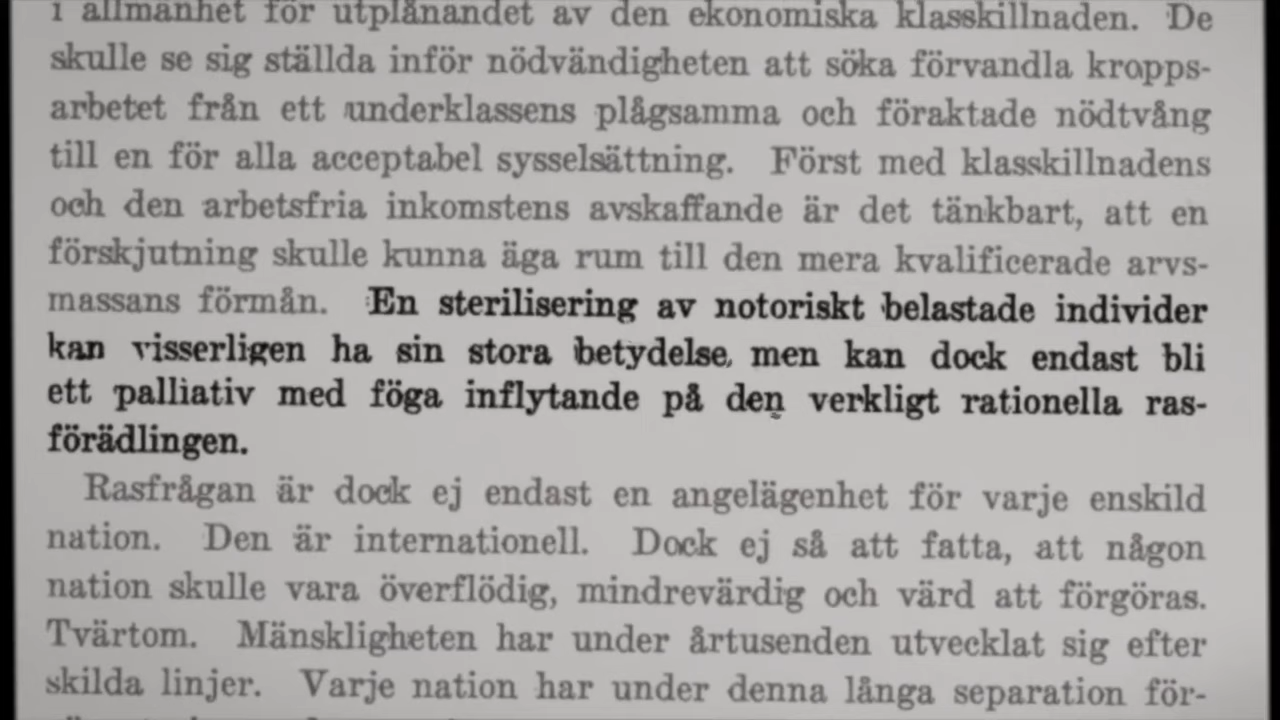 i allmänhet för utplånandet av den ekonomiska klasskillnaden. De
skulle se sig ställda inför nödvändigheten att söka förvandla kropps-
arbetet från ett underklassens plågsamma och föraktade nödtvång
till en för alla acceptabel sysselsättning. Först med klasskillnadens
och den arbetsfria inkomstens avskaffande är det tänkbart, att en
förskjutning skulle kunna äga rum till den mera kvalificerade arvs-
massans förmån. En sterilisering av notoriskt belastade individer
kan visserligen ha sin stora betydelse, men kan dock endast bli
ett palliativ med föga inflytande på den verkligt rationella ras-
förädlingen.
Rasfrågan är dock ej endast en angelägenhet för varje enskild
nation. Den är internationell. Dock ej så att fatta, att någon
nation skulle vara överflödig, mindrevärdig och värd att förgöras.
Tvärtom. Mänskligheten har under årtusenden utvecklat sig efter
skilda linjer. Varje nation har under denna långa separation för-